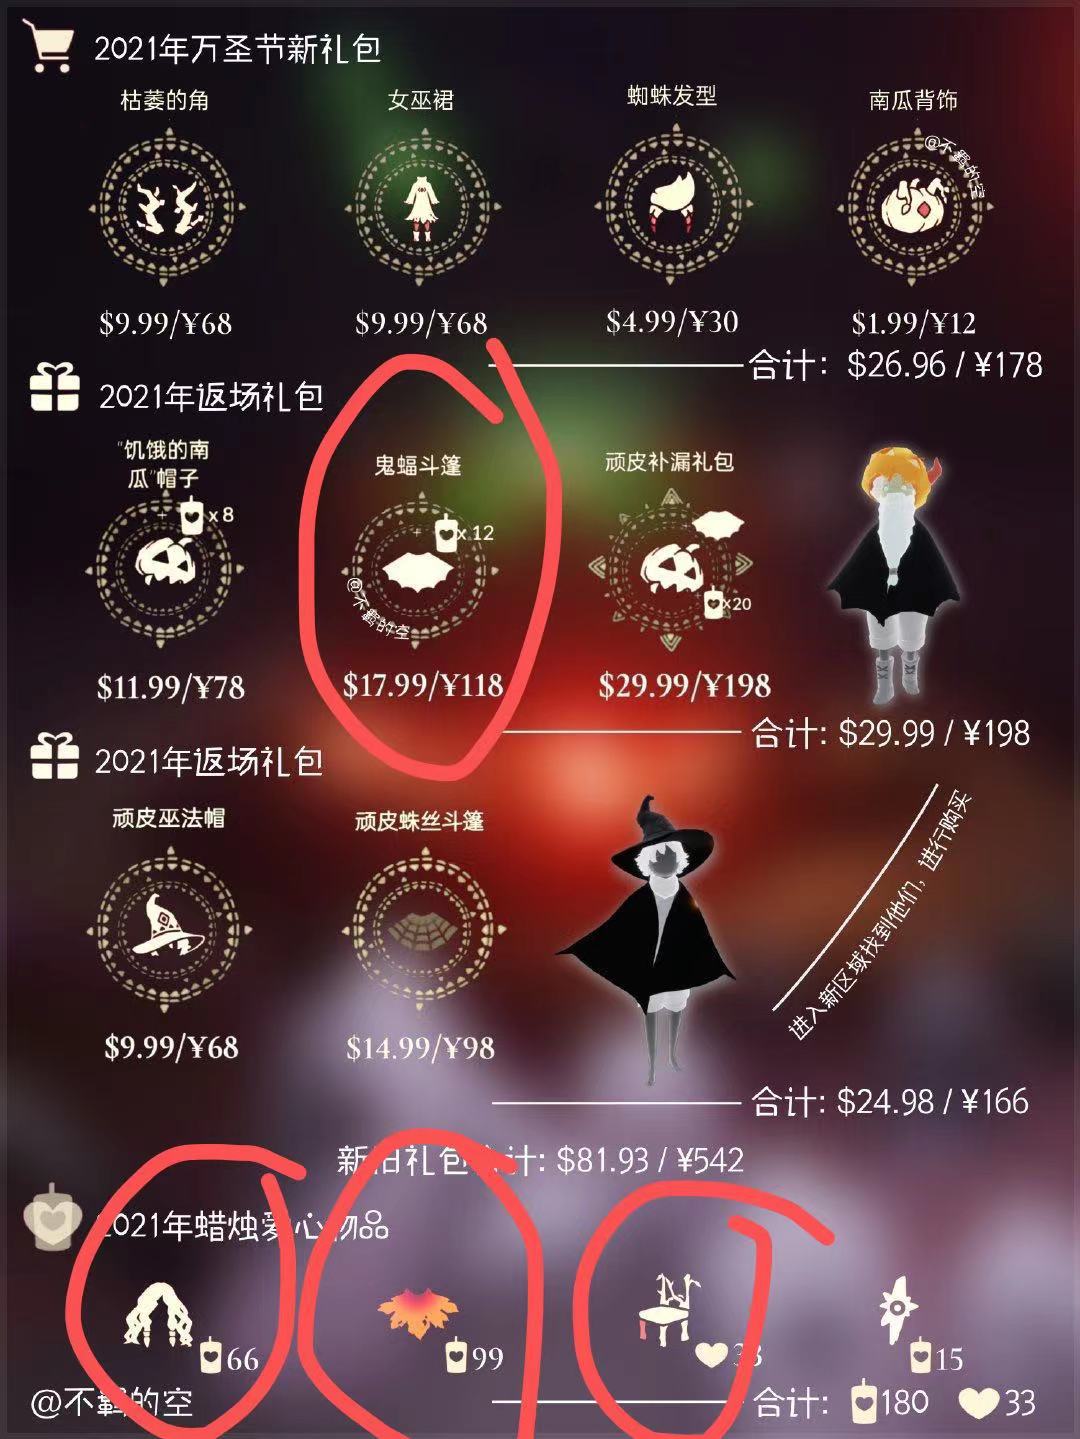 2021年万圣节新礼包
枯萎的角
女巫裙
蜘蛛发型
南瓜背饰
@不羁的空
$9.99/¥68
$9.99/¥68
$4.99/¥30
$1.99/¥12
合计：$26.96 / ¥178
2021年返场礼包
“饥饿的南
瓜”帽子
+ x8
鬼蝠斗篷
+ x 12
@不羁的空
顽皮补漏礼包
x20
$11.99/¥78
$17.99/¥118
$29.99/¥198
合计: $29.99 / ¥198
2021年返场礼包
顽皮巫法帽
顽皮蛛丝斗篷
进入新区域找到他们，进行购买
$9.99/¥68
$14.99/¥98
合计: $24.98 / ¥166
新旧礼包合计: $81.93 / ¥542
2021年蜡烛爱心物品
66
99
33
15
@不羁的空
合计: 180 33